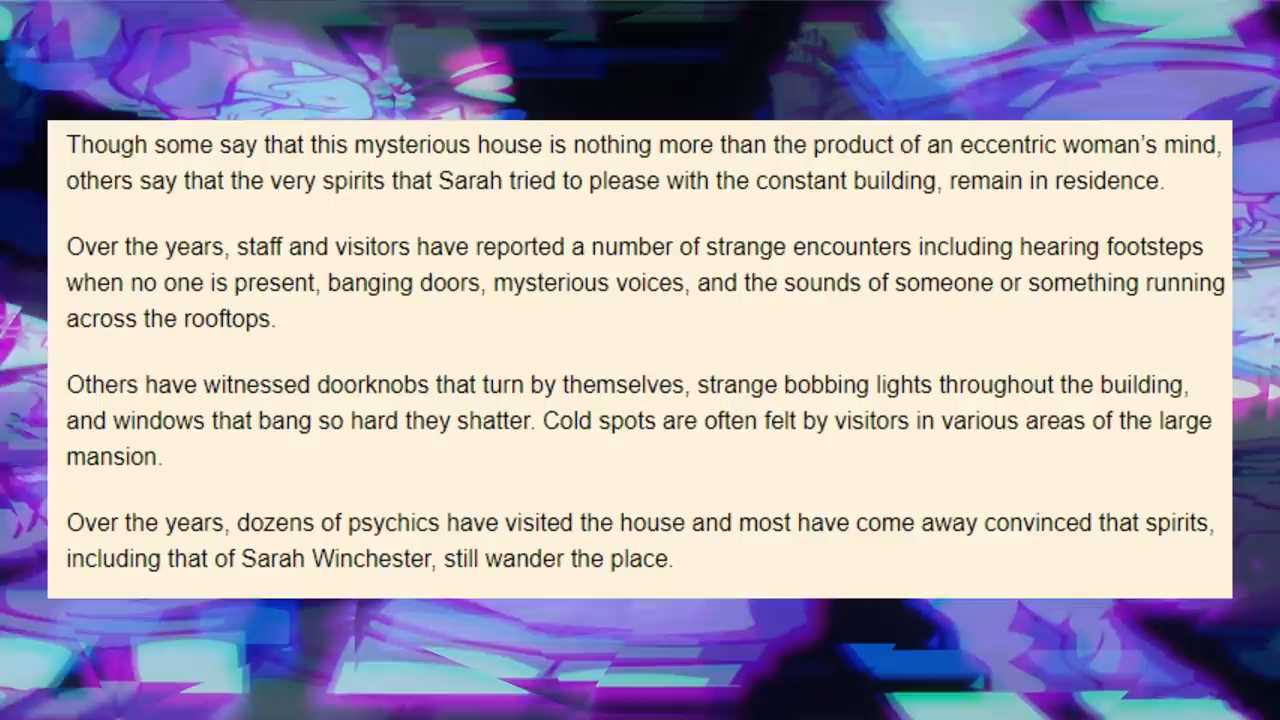 Though some say that this mysterious house is nothing more than the product of an eccentric woman’s mind,
others say that the very spirits that Sarah tried to please with the constant building, remain in residence.
Over the years, staff and visitors have reported a number of strange encounters including hearing footsteps
when no one is present, banging doors, mysterious voices, and the sounds of someone or something running
across the rooftops.
Others have witnessed doorknobs that turn by themselves, strange bobbing lights throughout the building,
and windows that bang so hard they shatter. Cold spots are often felt by visitors in various areas of the large
mansion.
Over the years, dozens of psychics have visited the house and most have come away convinced that spirits,
including that of Sarah Winchester, still wander the place.